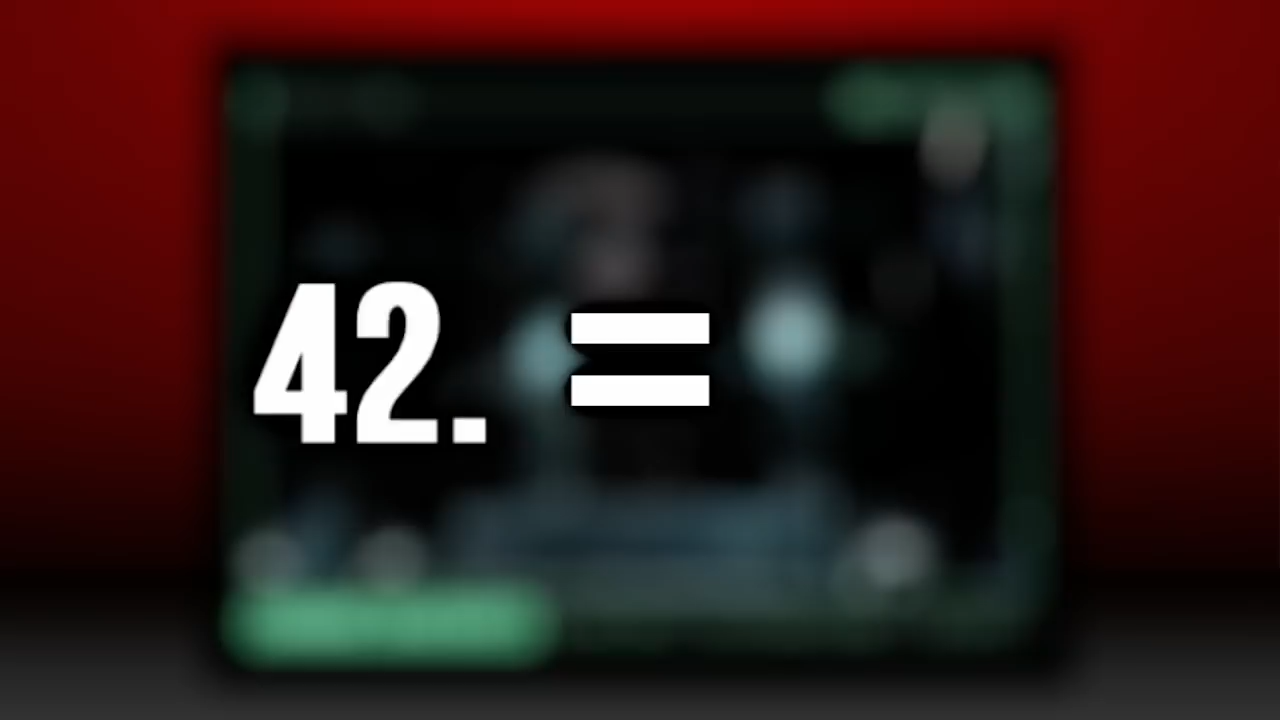 42. =